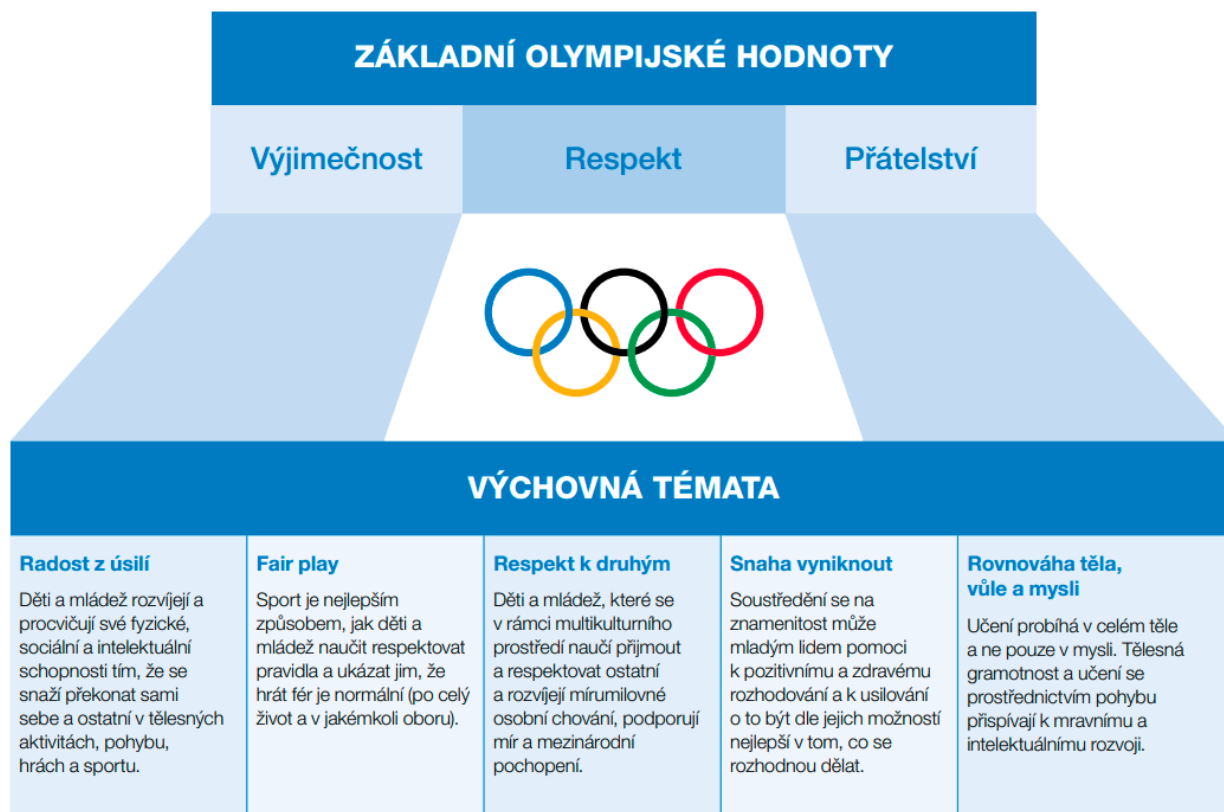 ZÁKLADNÍ OLYMPIJSKÉ HODNOTY
Výjimečnost
Respekt
Přátelství
VÝCHOVNÁ TÉMATA
Radost z úsilí
Děti a mládež rozvíjejí a
procvičují své fyzické,
sociální a intelektuální
schopnosti tím, že se
snaží překonat sami
sebe a ostatní v tělesných
aktivitách, pohybu,
hrách a sportu.
Fair play
Sport je nejlepším
způsobem, jak děti a
mládež naučit respektovat
pravidla a ukázat jim, že
hrát fér je normální (po celý
život a v jakémkoli oboru).
Respekt k druhým
Děti a mládež, které se
v rámci multikulturního
prostředí naučí přijmout
a respektovat ostatní
a rozvíjejí mírumilovné
osobní chování, podporují
mír a mezinárodní
pochopení.
Snaha vyniknout
Soustředění se na
znamenitost může
mladým lidem pomoci
k pozitivnímu a zdravému
rozhodování a k usilování
o to být dle jejich možností
nejlepší v tom, co se
rozhodnou dělat.
Rovnováha těla,
vůle a mysli
Učení probíhá v celém těle
a ne pouze v mysli. Tělesná
gramotnost a učení se
prostřednictvím pohybu
přispívají k mravnímu a
intelektuálnímu rozvoji.